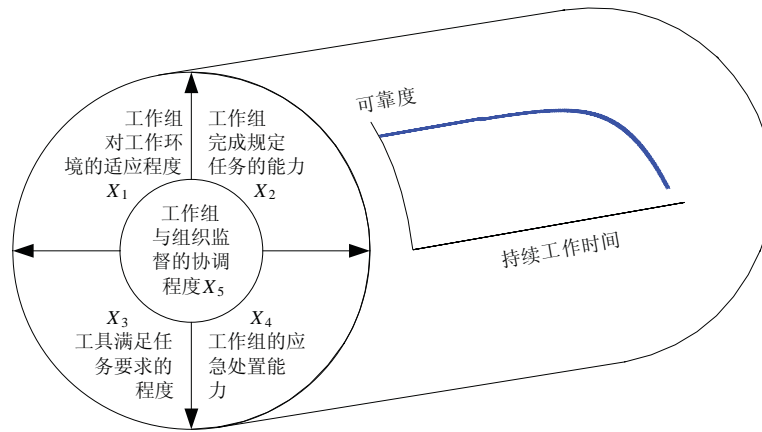 工作组
对工作环
境的适应程度
X1
工作组
完成规定
任务的能力
X2
工作组
与组织监
督的协调
程度X5
X3
工具满足任
务要求的
程度
X4
工作组的应
急处置能
力
可靠度
持续工作时间